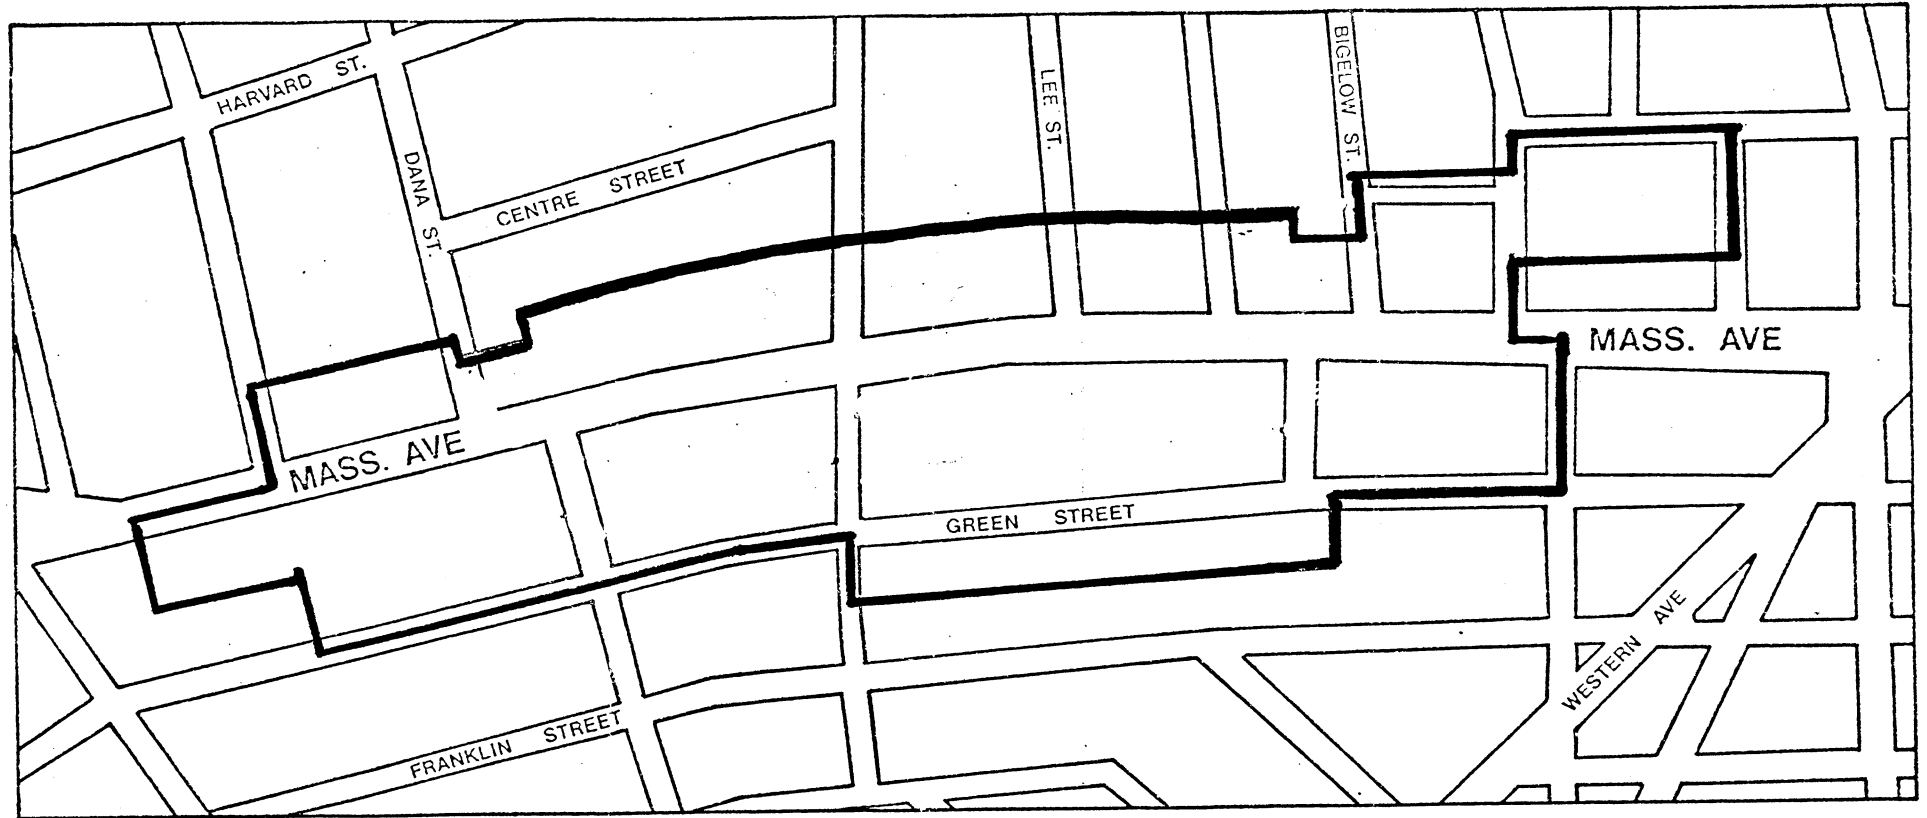 HARVARD ST.
BIGELOW ST.
LEE ST.
DANA ST.
CENTRE STREET
MASS. AVE
MASS. AVE
GREEN STREET
WESTERN AVE
FRANKLIN STREET